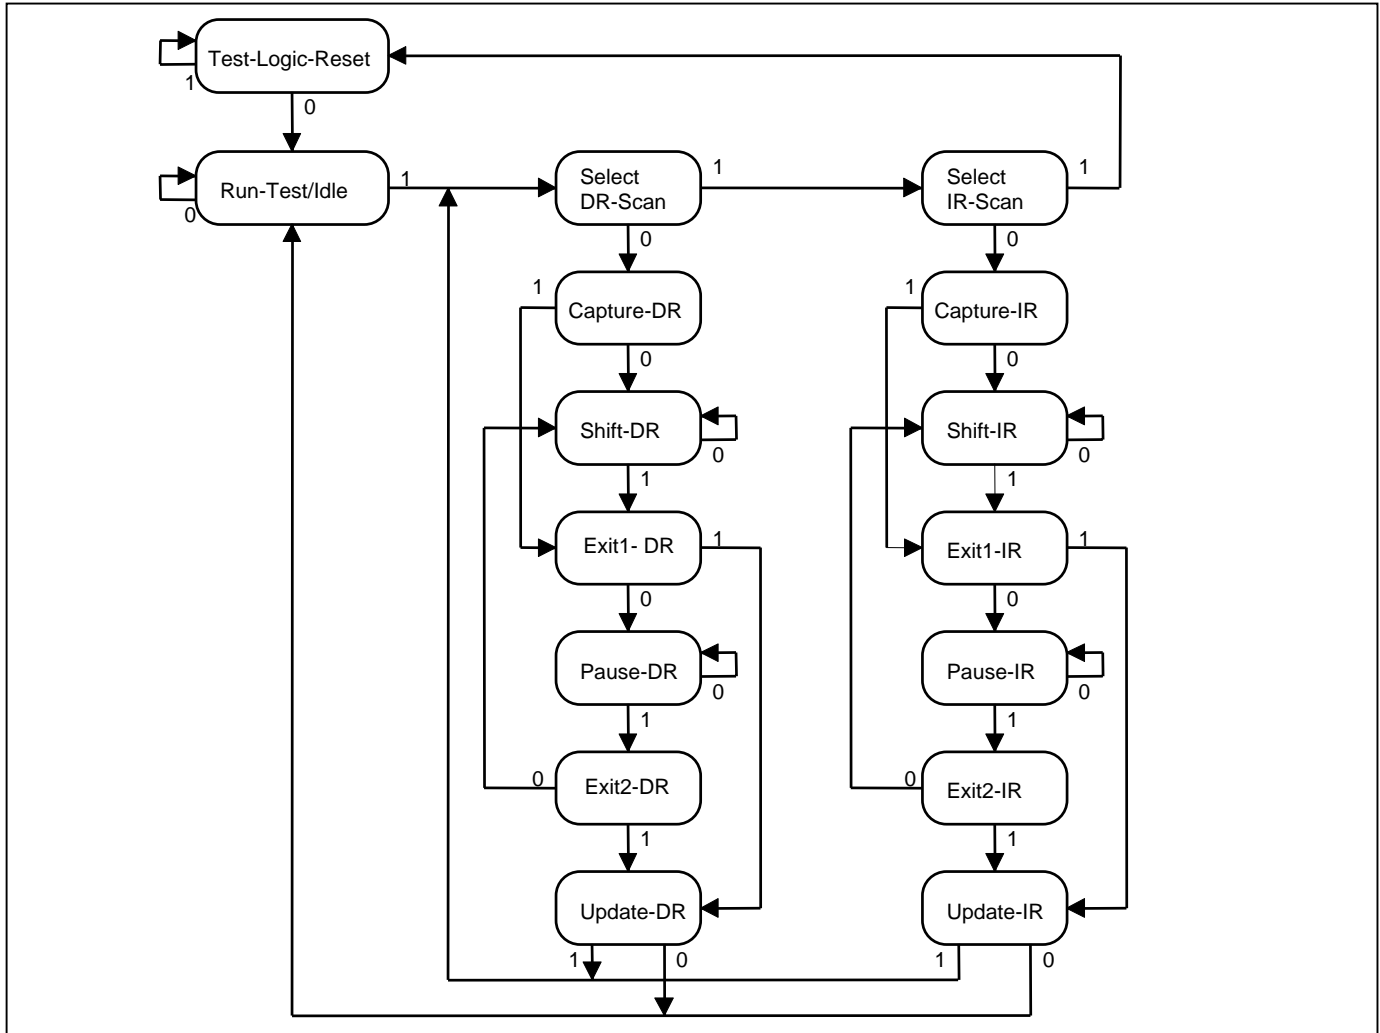 Test-Logic-Reset
1
0
Run-Test/Idle
0
1
Select
DR-Scan
1
Select
IR-Scan
1
0
0
1
Capture-DR
1
Capture-IR
0
0
Shift-DR
0
Shift-IR
0
1
1
Exit1- DR
1
Exit1-IR
1
0
0
Pause-DR
0
Pause-IR
0
1
1
0
Exit2-DR
0
Exit2-IR
1
1
Update-DR
Update-IR
1
0
1
0